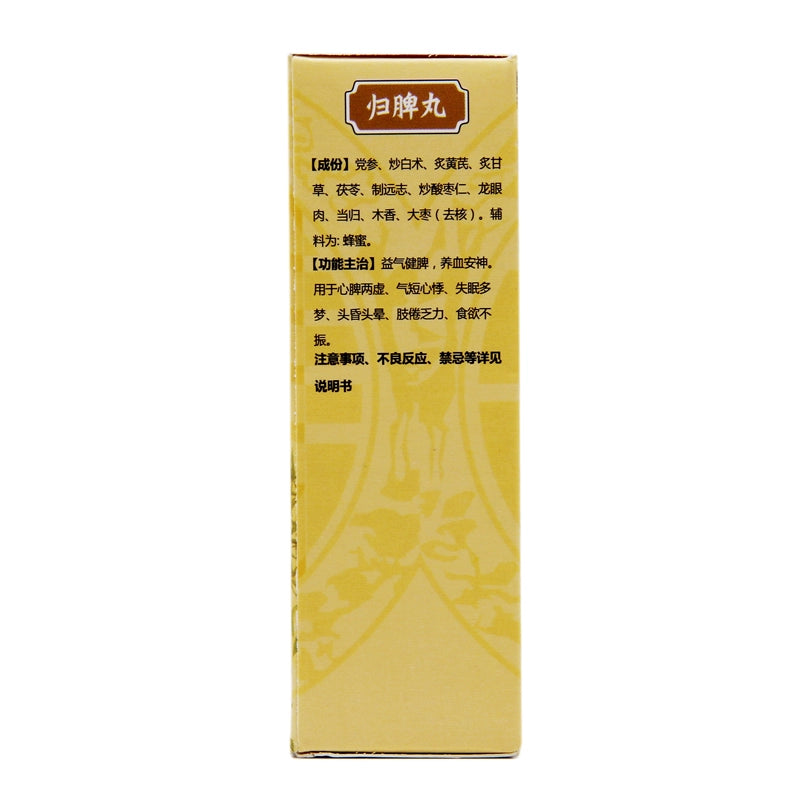 归脾丸
【成份】党参、炒白术、炙黄芪、炙甘
草、茯苓、制远志、炒酸枣仁、龙眼
肉、当归、木香、大枣（去核）。辅
料为: 蜂蜜。
【功能主治】益气健脾，养血安神。
用于心脾两虚、气短心悸、失眠多
梦、头昏头晕、肢倦乏力、食欲不
振。
注意事项、不良反应、禁忌等详见
说明书